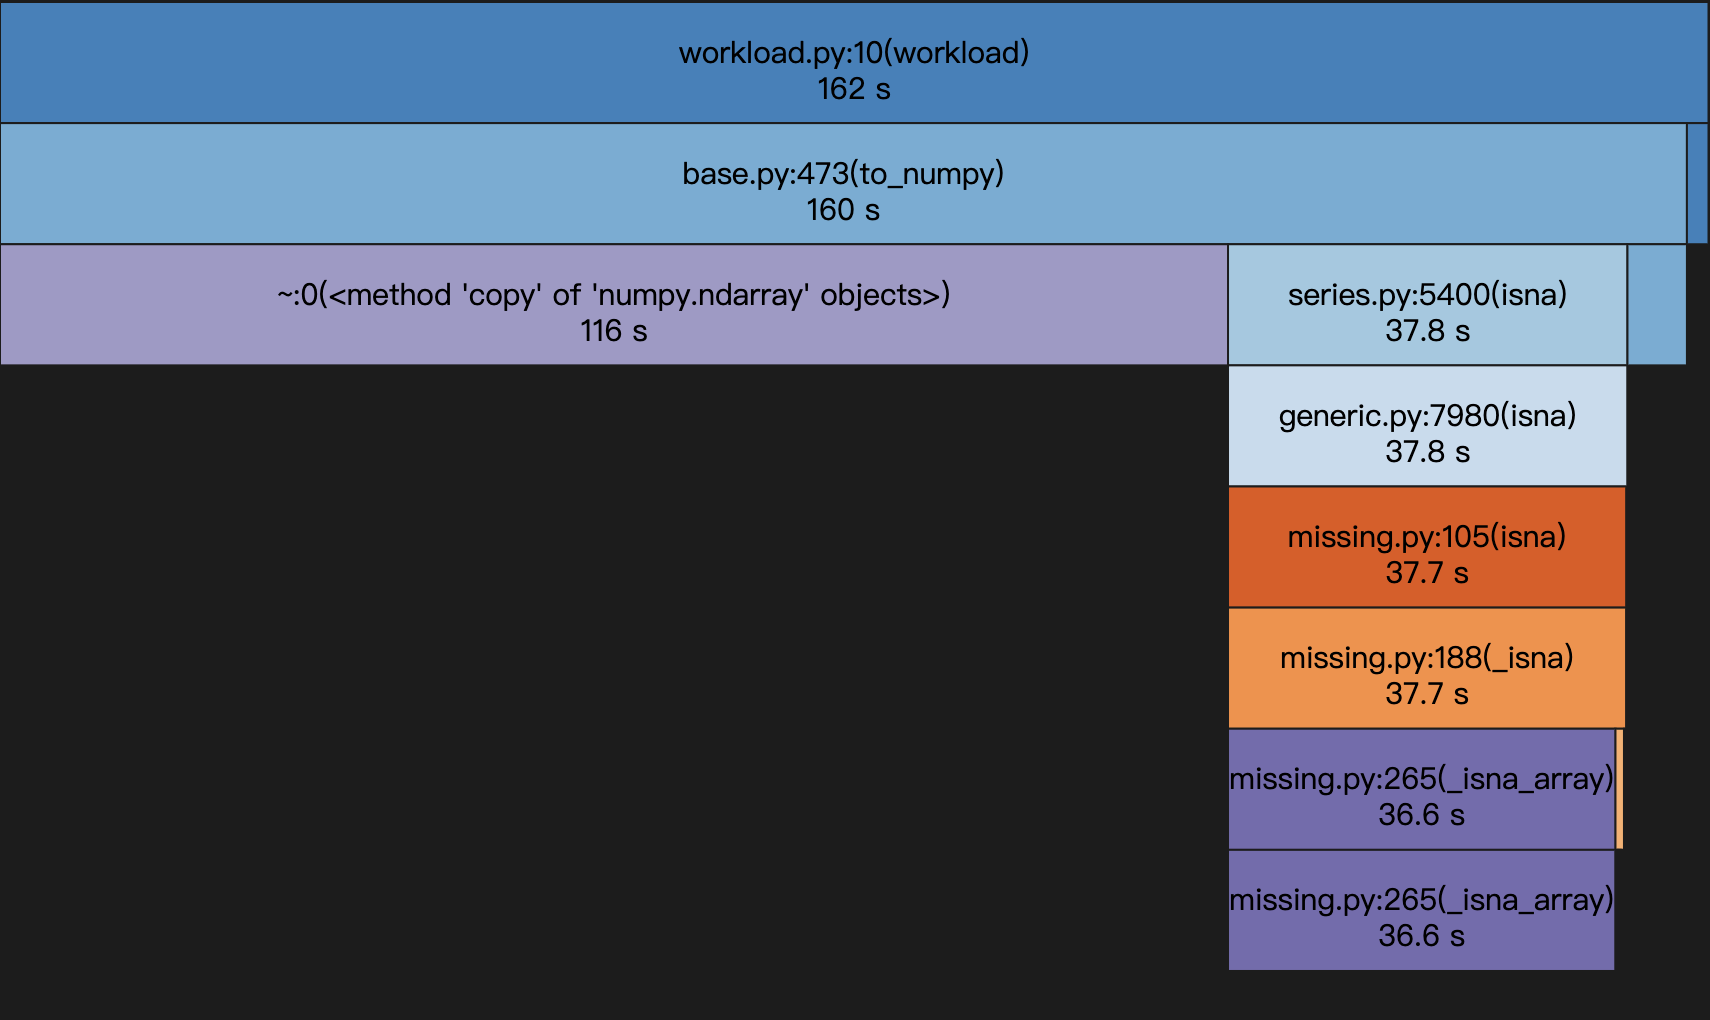 workload.py:10(workload)
162 s
base.py:473(to_numpy)
160 s
~:0(<method 'copy' of 'numpy.ndarray' objects>)
116 s
series.py:5400(isna)
37.8 s
generic.py:7980(isna)
37.8 s
missing.py:105(isna)
37.7 s
missing.py:188(_isna)
37.7 s
missing.py:265(_isna_array)
36.6 s
missing.py:265(_isna_array)
36.6 s